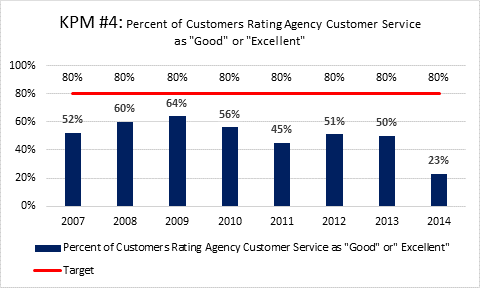 KPM #4: Percent of Customers Rating Agency Customer Service
as "Good" or "Excellent"
100%
80% 80% 80% 80% 80% 80% 80% 80%
80%
64%
60%
56%
52%
51%
50%
45%
60%
40%
23%
20%
0%
2007 2008 2009 2010 2011 2012 2013 2014
Percent of Customers Rating Agency Customer Service as "Good" or" Excellent"
Target